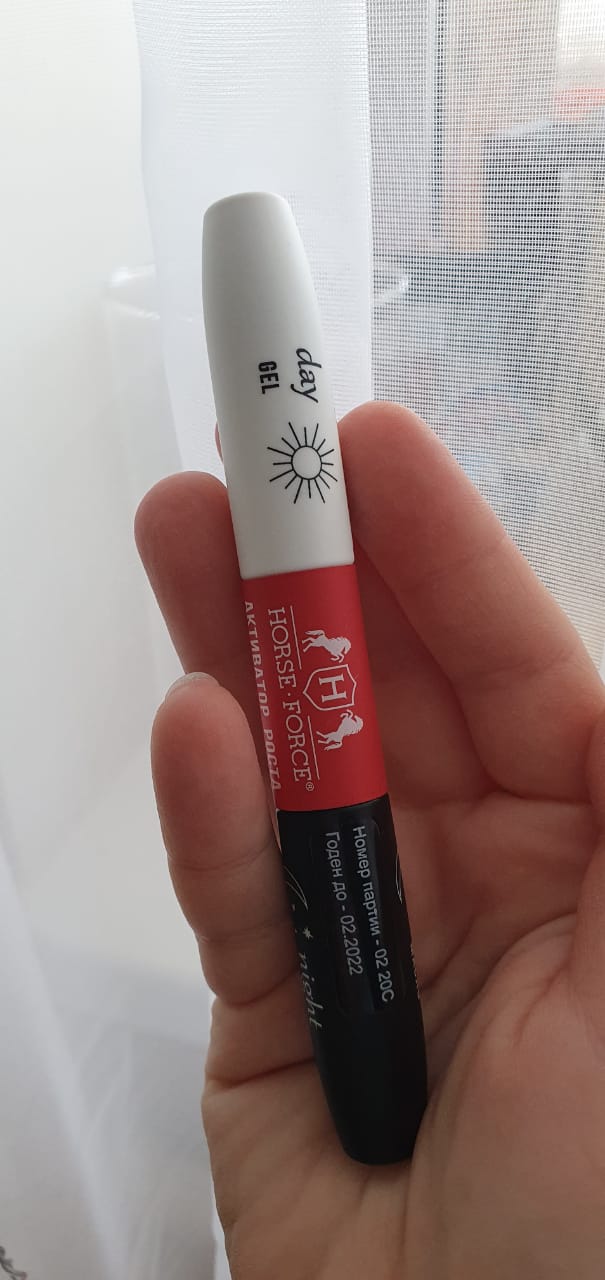 day
GEL
H
HORSE·FORCE®
АКТИВАТОР РОСТА
Номер партии - 02 20С
Годен до - 02.2022
night